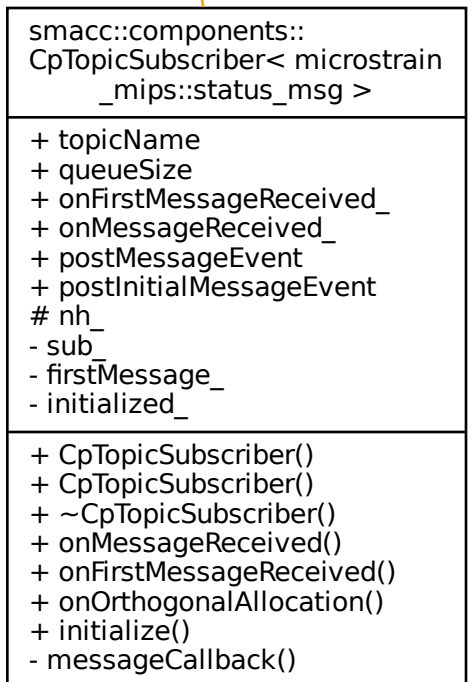 smacc::components::
CpTopicSubscriber< microstrain
_mips::status_msg >
+ topicName
+ queueSize
+ onFirstMessageReceived_
+ onMessageReceived_
+ postMessageEvent
+ postInitialMessageEvent
# nh_
- sub_
- firstMessage_
- initialized_
+ CpTopicSubscriber()
+ CpTopicSubscriber()
+ ~CpTopicSubscriber()
+ onMessageReceived()
+ onFirstMessageReceived()
+ onOrthogonalAllocation()
+ initialize()
- messageCallback()